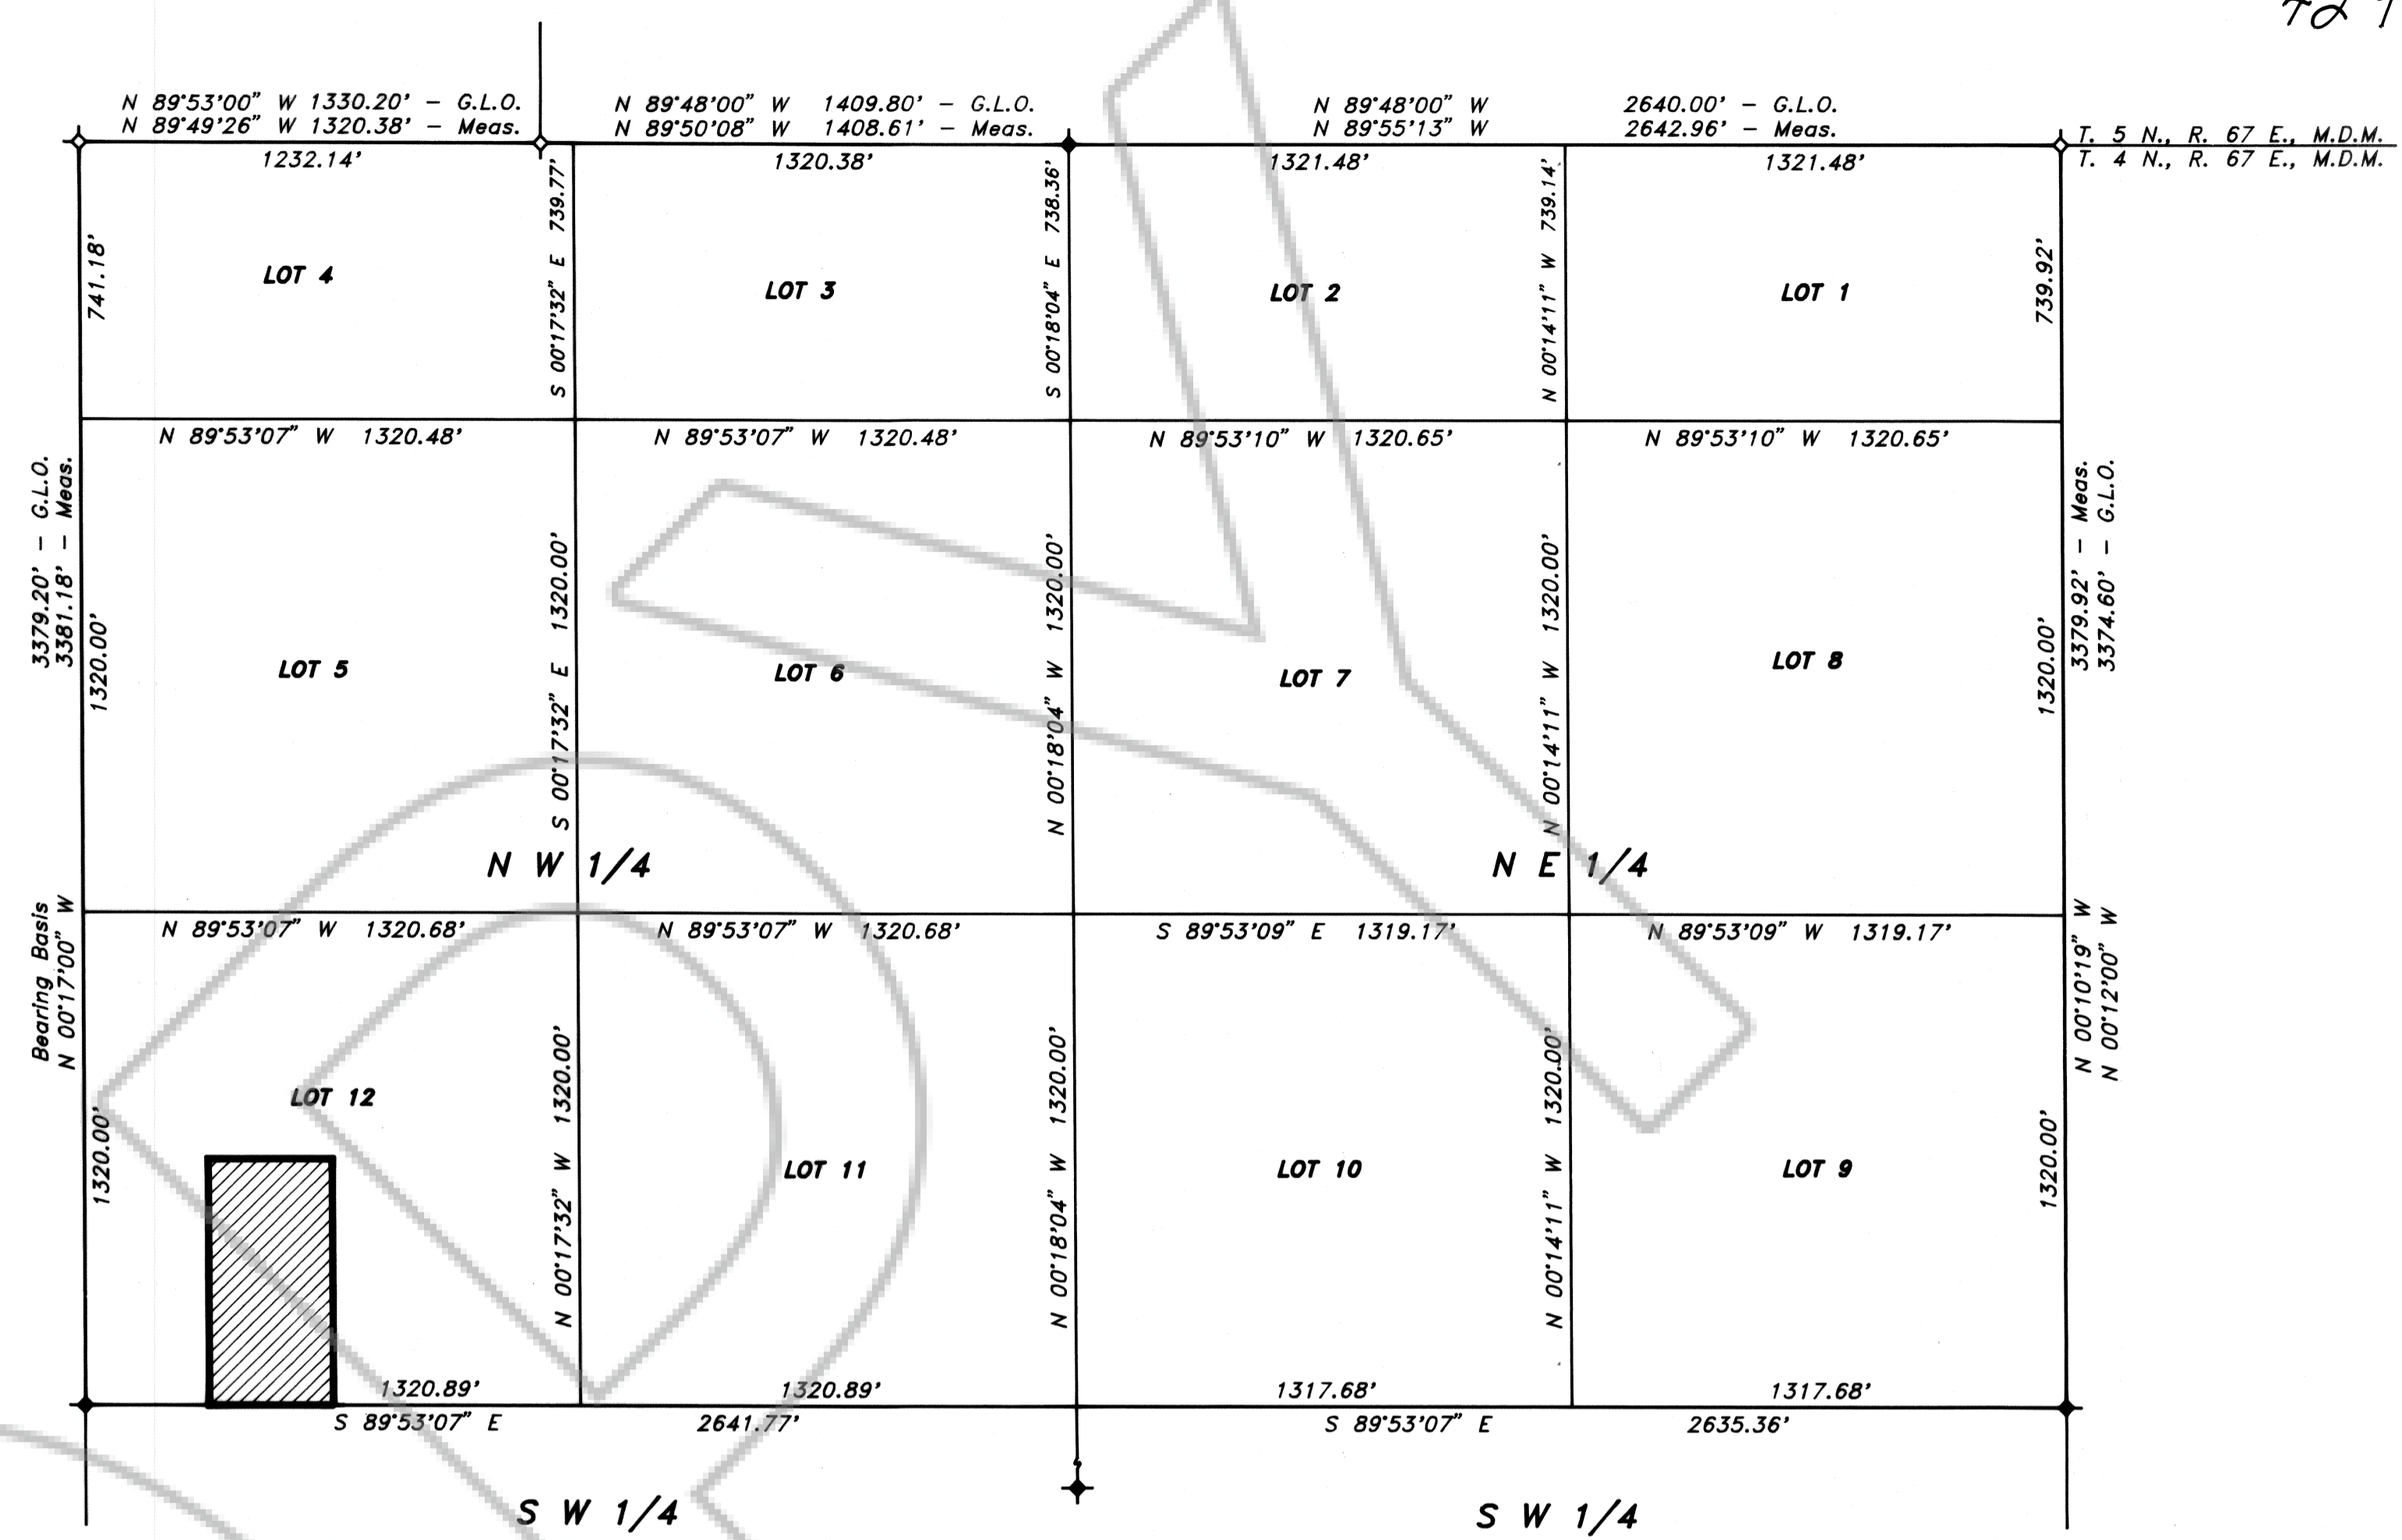 N 89°53'00" W 1330.20' – G.L.O.
N 89°49'26" W 1320.38' – Meas.
N 89°48'00" W 1409.80' – G.L.O.
N 89°50'08" W 1408.61' – Meas.
N 89°48'00" W 2640.00' – G.L.O.
N 89°55'13" W 2642.96' – Meas.
T. 5 N., R. 67 E., M.D.M.
T. 4 N., R. 67 E., M.D.M.
1232.14'
1320.38'
1321.48'
1321.48'
741.18'
LOT 4
S 00°17'32" E 739.77'
LOT 3
S 00°18'04" E 738.36'
LOT 2
N 00°14'11" W 739.14'
LOT 1
739.92'
N 89°53'07" W 1320.48'
N 89°53'07" W 1320.48'
N 89°53'10" W 1320.65'
N 89°53'10" W 1320.65'
3379.20' – G.L.O.
3381.18' – Meas.
1320.00'
LOT 5
S 00°17'32" E 1320.00'
LOT 6
N 00°18'04" W 1320.00'
LOT 7
N 00°14'11" W 1320.00'
LOT 8
1320.00'
3379.92' – Meas.
3374.60' – G.L.O.
N W 1/4
N E 1/4
N 89°53'07" W 1320.68'
N 89°53'07" W 1320.68'
S 89°53'09" E 1319.17'
N 89°53'09" W 1319.17'
Bearing Basis
N 00°17'00" W
1320.00'
LOT 12
N 00°17'32" W 1320.00'
LOT 11
N 00°18'04" W 1320.00'
LOT 10
N 00°14'11" W 1320.00'
LOT 9
1320.00'
N 00°10'19" W
N 00°12'00" W
1320.89'
1320.89'
1317.68'
1317.68'
S 89°53'07" E 2641.77'
S 89°53'07" E 2635.36'
S W 1/4
S W 1/4